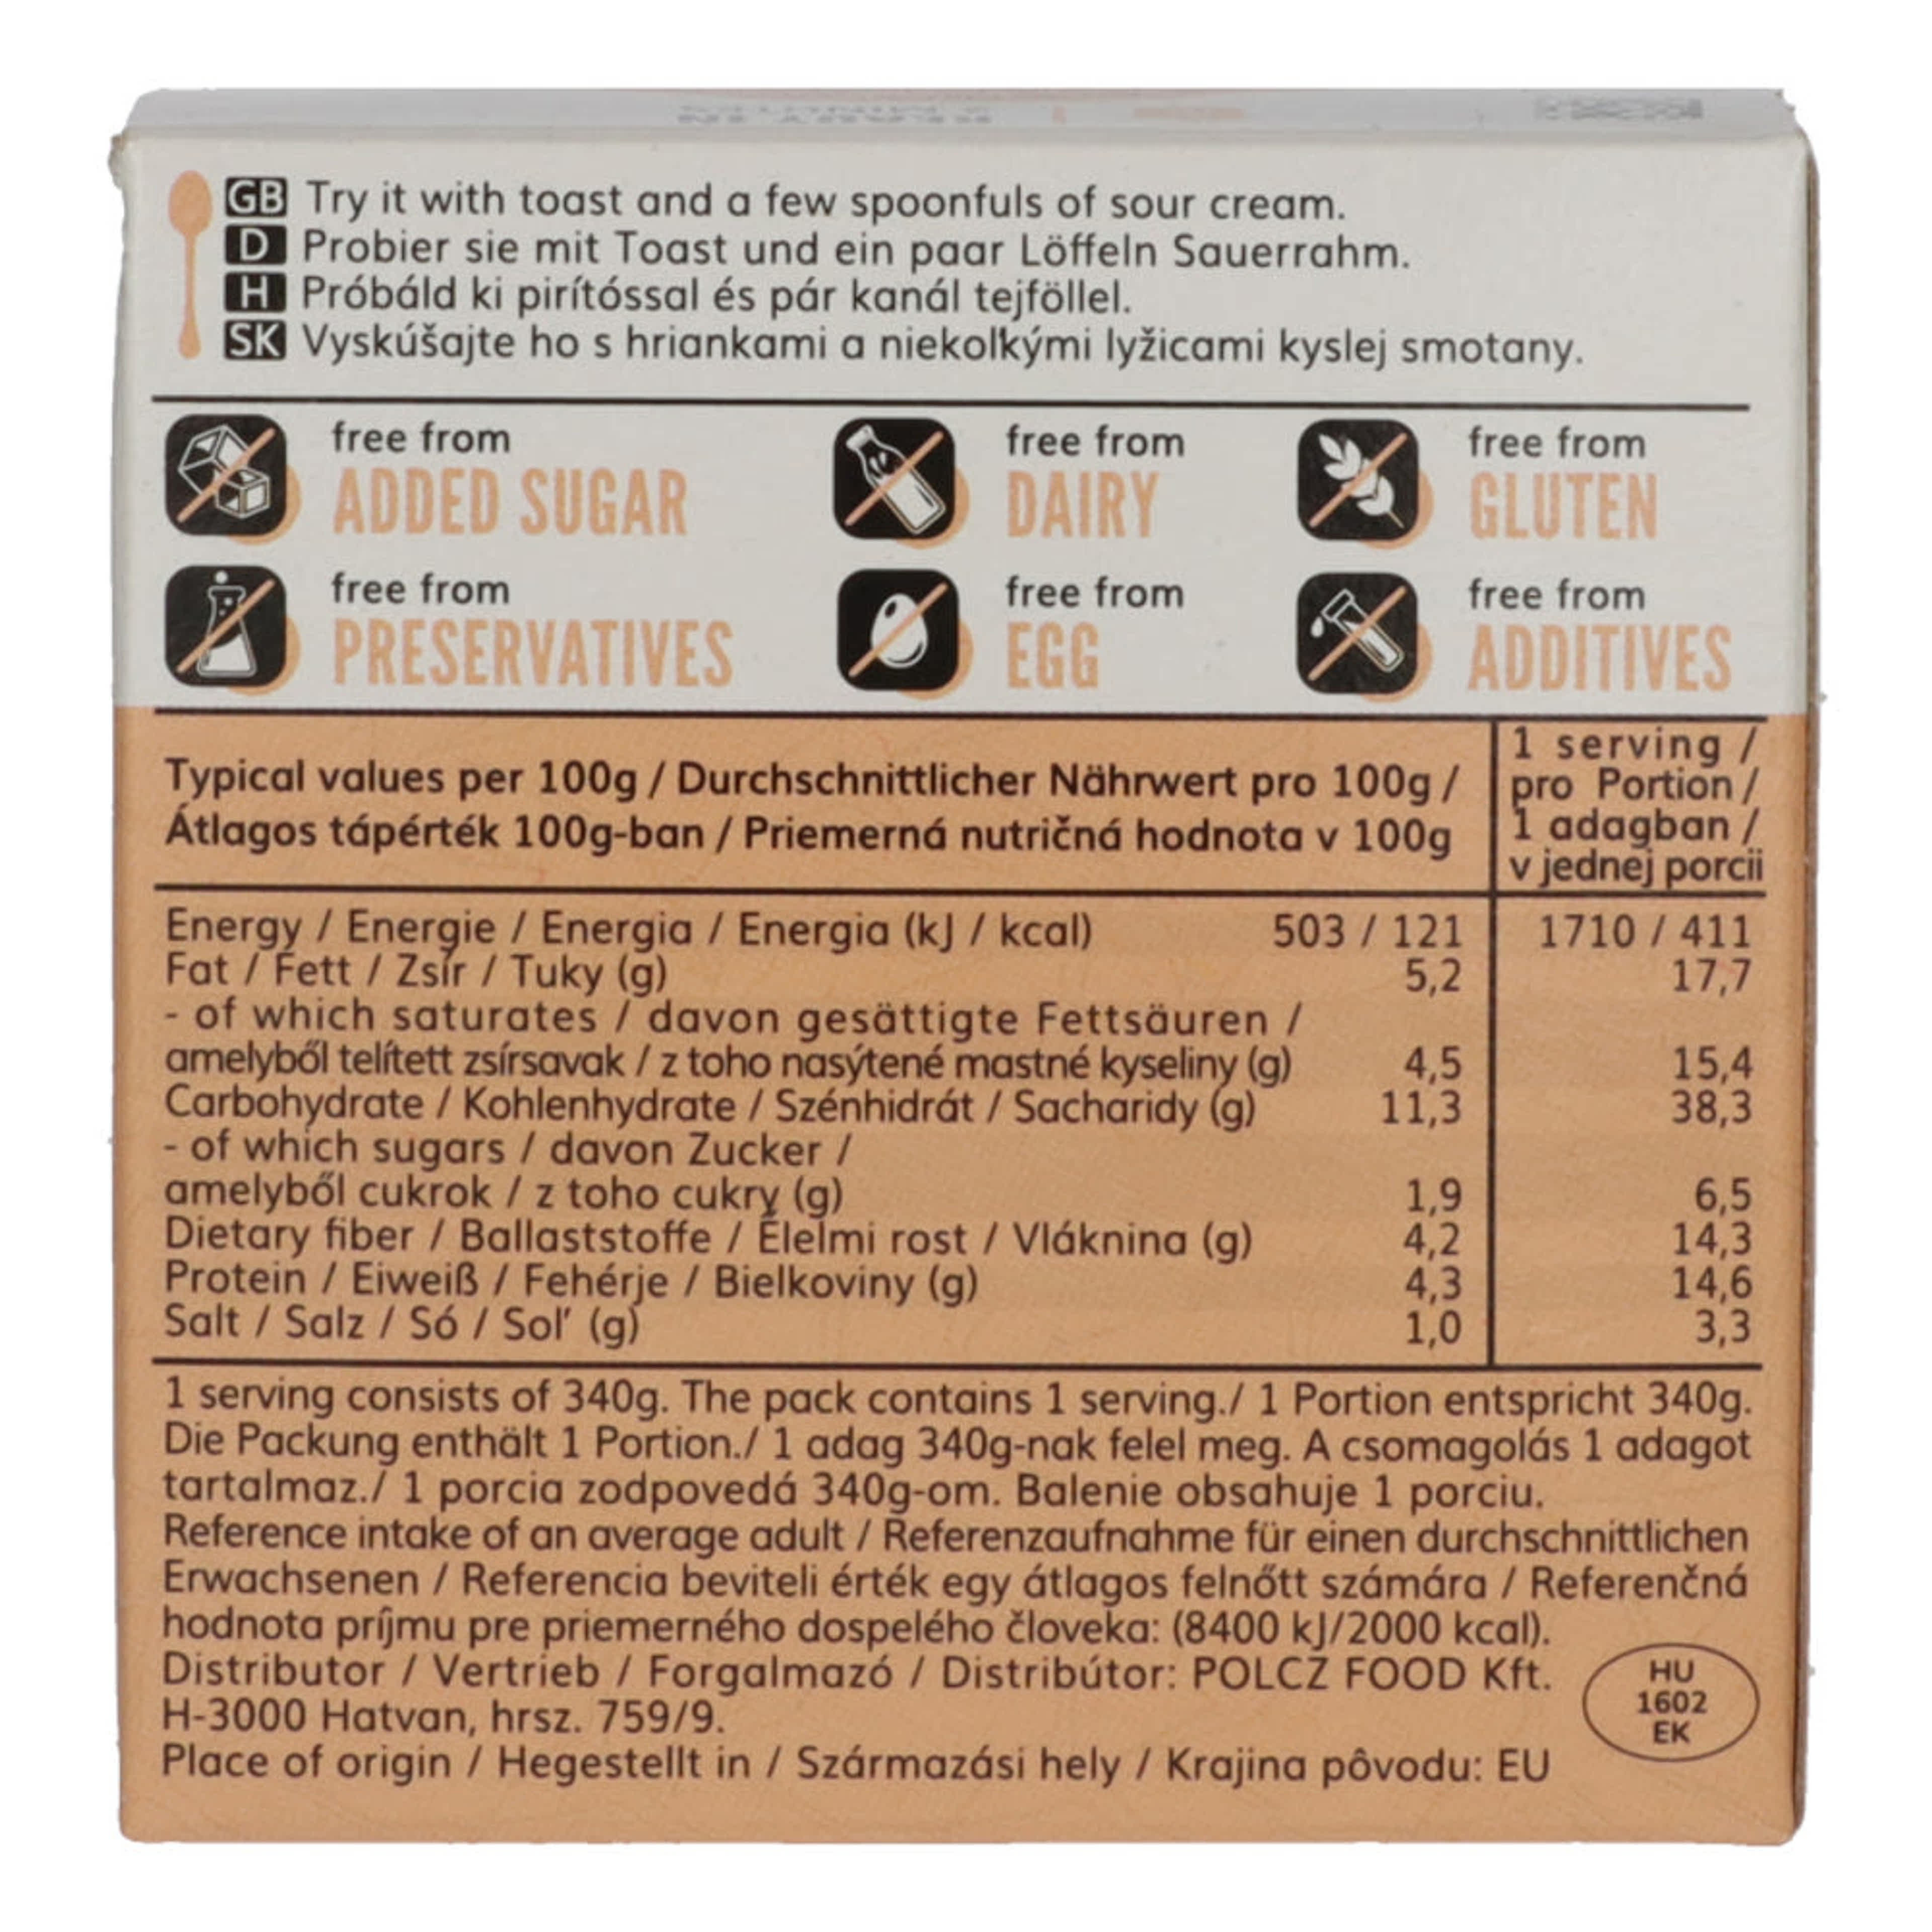 READY IN
GB Try it with toast and a few spoonfuls of sour cream.
D Probier sie mit Toast und ein paar Löffeln Sauerrahm.
H Próbáld ki pirítóssal és pár kanál tejföllel.
SK Vyskúšajte ho s hriankami a niekoľkými lyžicami kyslej smotany.
free from
ADDED SUGAR
free from
DAIRY
free from
GLUTEN
free from
PRESERVATIVES
free from
EGG
free from
ADDITIVES
Typical values per 100g / Durchschnittlicher Nährwert pro 100g /
Átlagos tápérték 100g-ban / Priemerná nutričná hodnota v 100g
1 serving /
pro Portion /
1 adagban /
v jednej porcii
Energy / Energie / Energia / Energia (kJ / kcal) 503 / 121 1710 / 411
Fat / Fett / Zsír / Tuky (g) 5,2 17,7
- of which saturates / davon gesättigte Fettsäuren /
amelyből telített zsírsavak / z toho nasýtené mastné kyseliny (g) 4,5 15,4
Carbohydrate / Kohlenhydrate / Szénhidrát / Sacharidy (g) 11,3 38,3
- of which sugars / davon Zucker /
amelyből cukrok / z toho cukry (g) 1,9 6,5
Dietary fiber / Ballaststoffe / Élelmi rost / Vláknina (g) 4,2 14,3
Protein / Eiweiß / Fehérje / Bielkoviny (g) 4,3 14,6
Salt / Salz / Só / Soľ (g) 1,0 3,3
1 serving consists of 340g. The pack contains 1 serving./ 1 Portion entspricht 340g.
Die Packung enthält 1 Portion./ 1 adag 340g-nak felel meg. A csomagolás 1 adagot
tartalmaz./ 1 porcia zodpovedá 340g-om. Balenie obsahuje 1 porciu.
Reference intake of an average adult / Referenzaufnahme für einen durchschnittlichen
Erwachsenen / Referencia beviteli érték egy átlagos felnőtt számára / Referenčná
hodnota príjmu pre priemerného dospelého človeka: (8400 kJ/2000 kcal).
Distributor / Vertrieb / Forgalmazó / Distribútor: POLCZ FOOD Kft.
H-3000 Hatvan, hrsz. 759/9.
Place of origin / Hegestellt in / Származási hely / Krajina pôvodu: EU
HU
1602
EK